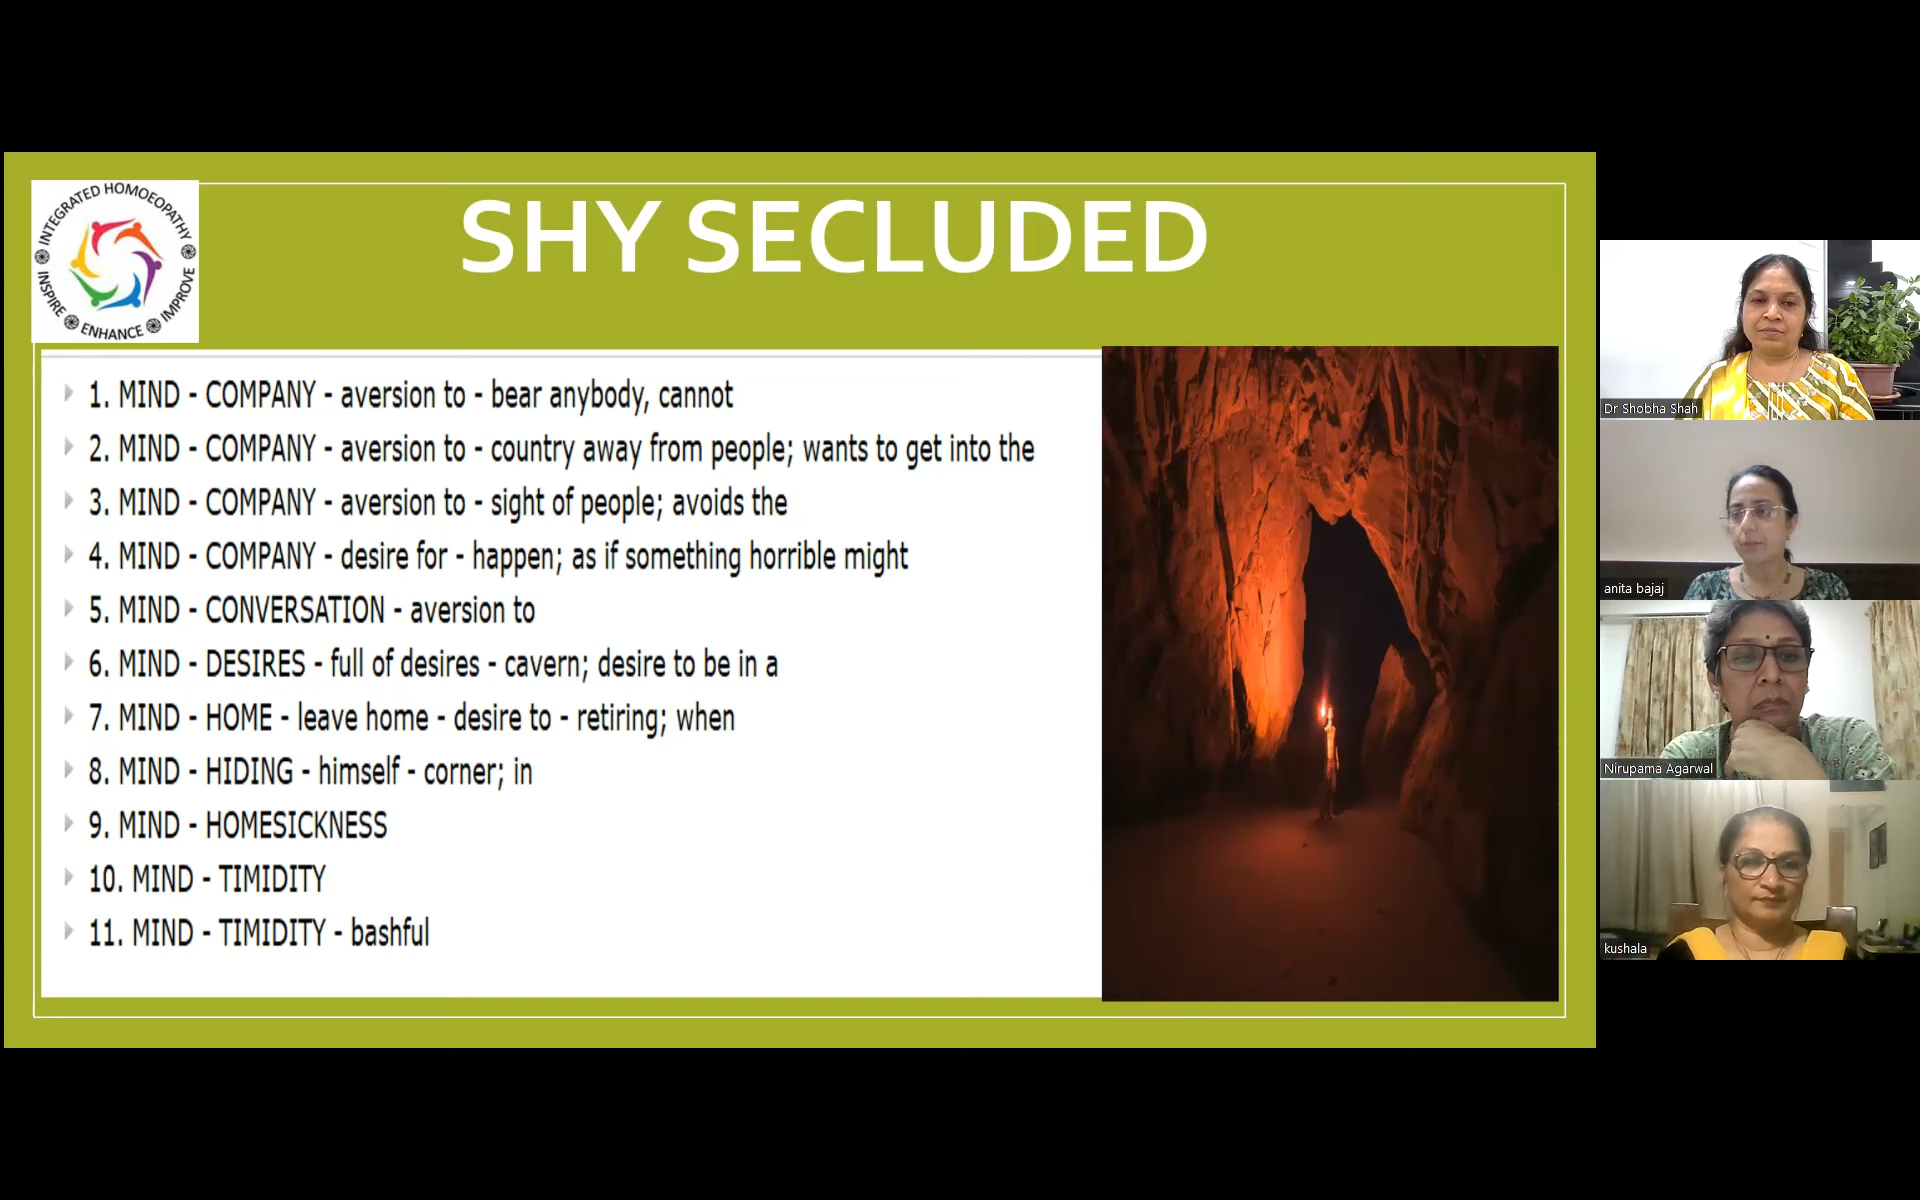 INTEGRATED HOMOEOPATHY
INSPIRE ENHANCE IMPROVE
SHY SECLUDED
1. MIND - COMPANY - aversion to - bear anybody, cannot
2. MIND - COMPANY - aversion to - country away from people; wants to get into the
3. MIND - COMPANY - aversion to - sight of people; avoids the
4. MIND - COMPANY - desire for - happen; as if something horrible might
5. MIND - CONVERSATION - aversion to
6. MIND - DESIRES - full of desires - cavern; desire to be in a
7. MIND - HOME - leave home - desire to - retiring; when
8. MIND - HIDING - himself - corner; in
9. MIND - HOMESICKNESS
10. MIND - TIMIDITY
11. MIND - TIMIDITY - bashful
Dr Shobha Shah
anita bajaj
Nirupama Agarwal
kushala